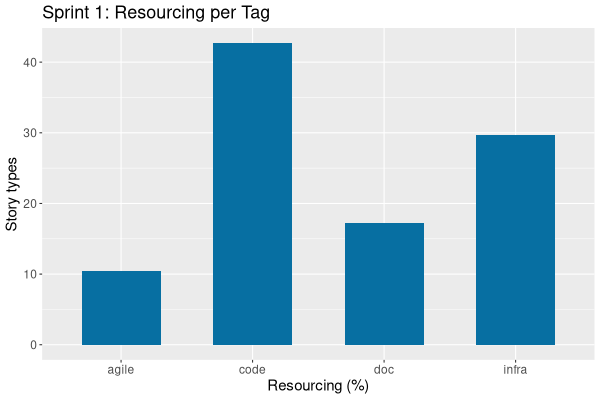 Sprint 1: Resourcing per Tag
Story types
40
30
20
10
0
agile code doc infra
Resourcing (%)